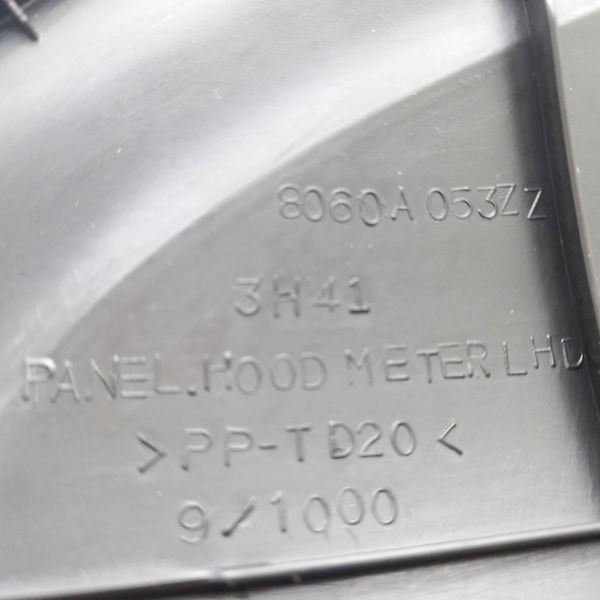 8060A053ZZ
3H41
PANEL.HOOD METER LHD
>PP-TD20<
9/1000